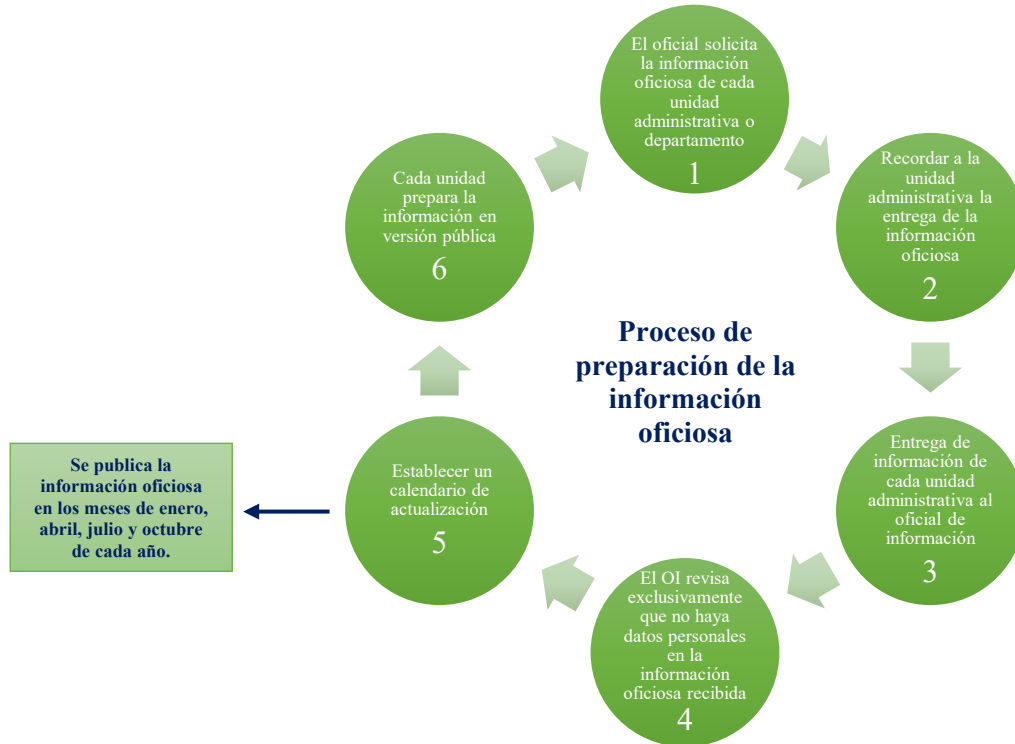 El oficial solicita
la información
oficiosa de cada
unidad
administrativa o
departamento
1
Recordar a la
unidad
administrativa la
entrega de la
información
oficiosa
2
Entrega de
información de
cada unidad
administrativa al
oficial de
información
3
El OI revisa
exclusivamente
que no haya
datos personales
en la
información
oficiosa recibida
4
Establecer un
calendario de
actualización
5
Cada unidad
prepara la
información en
versión pública
6
Proceso de
preparación de la
información
oficiosa
Se publica la
información oficiosa
en los meses de enero,
abril, julio y octubre
de cada año.